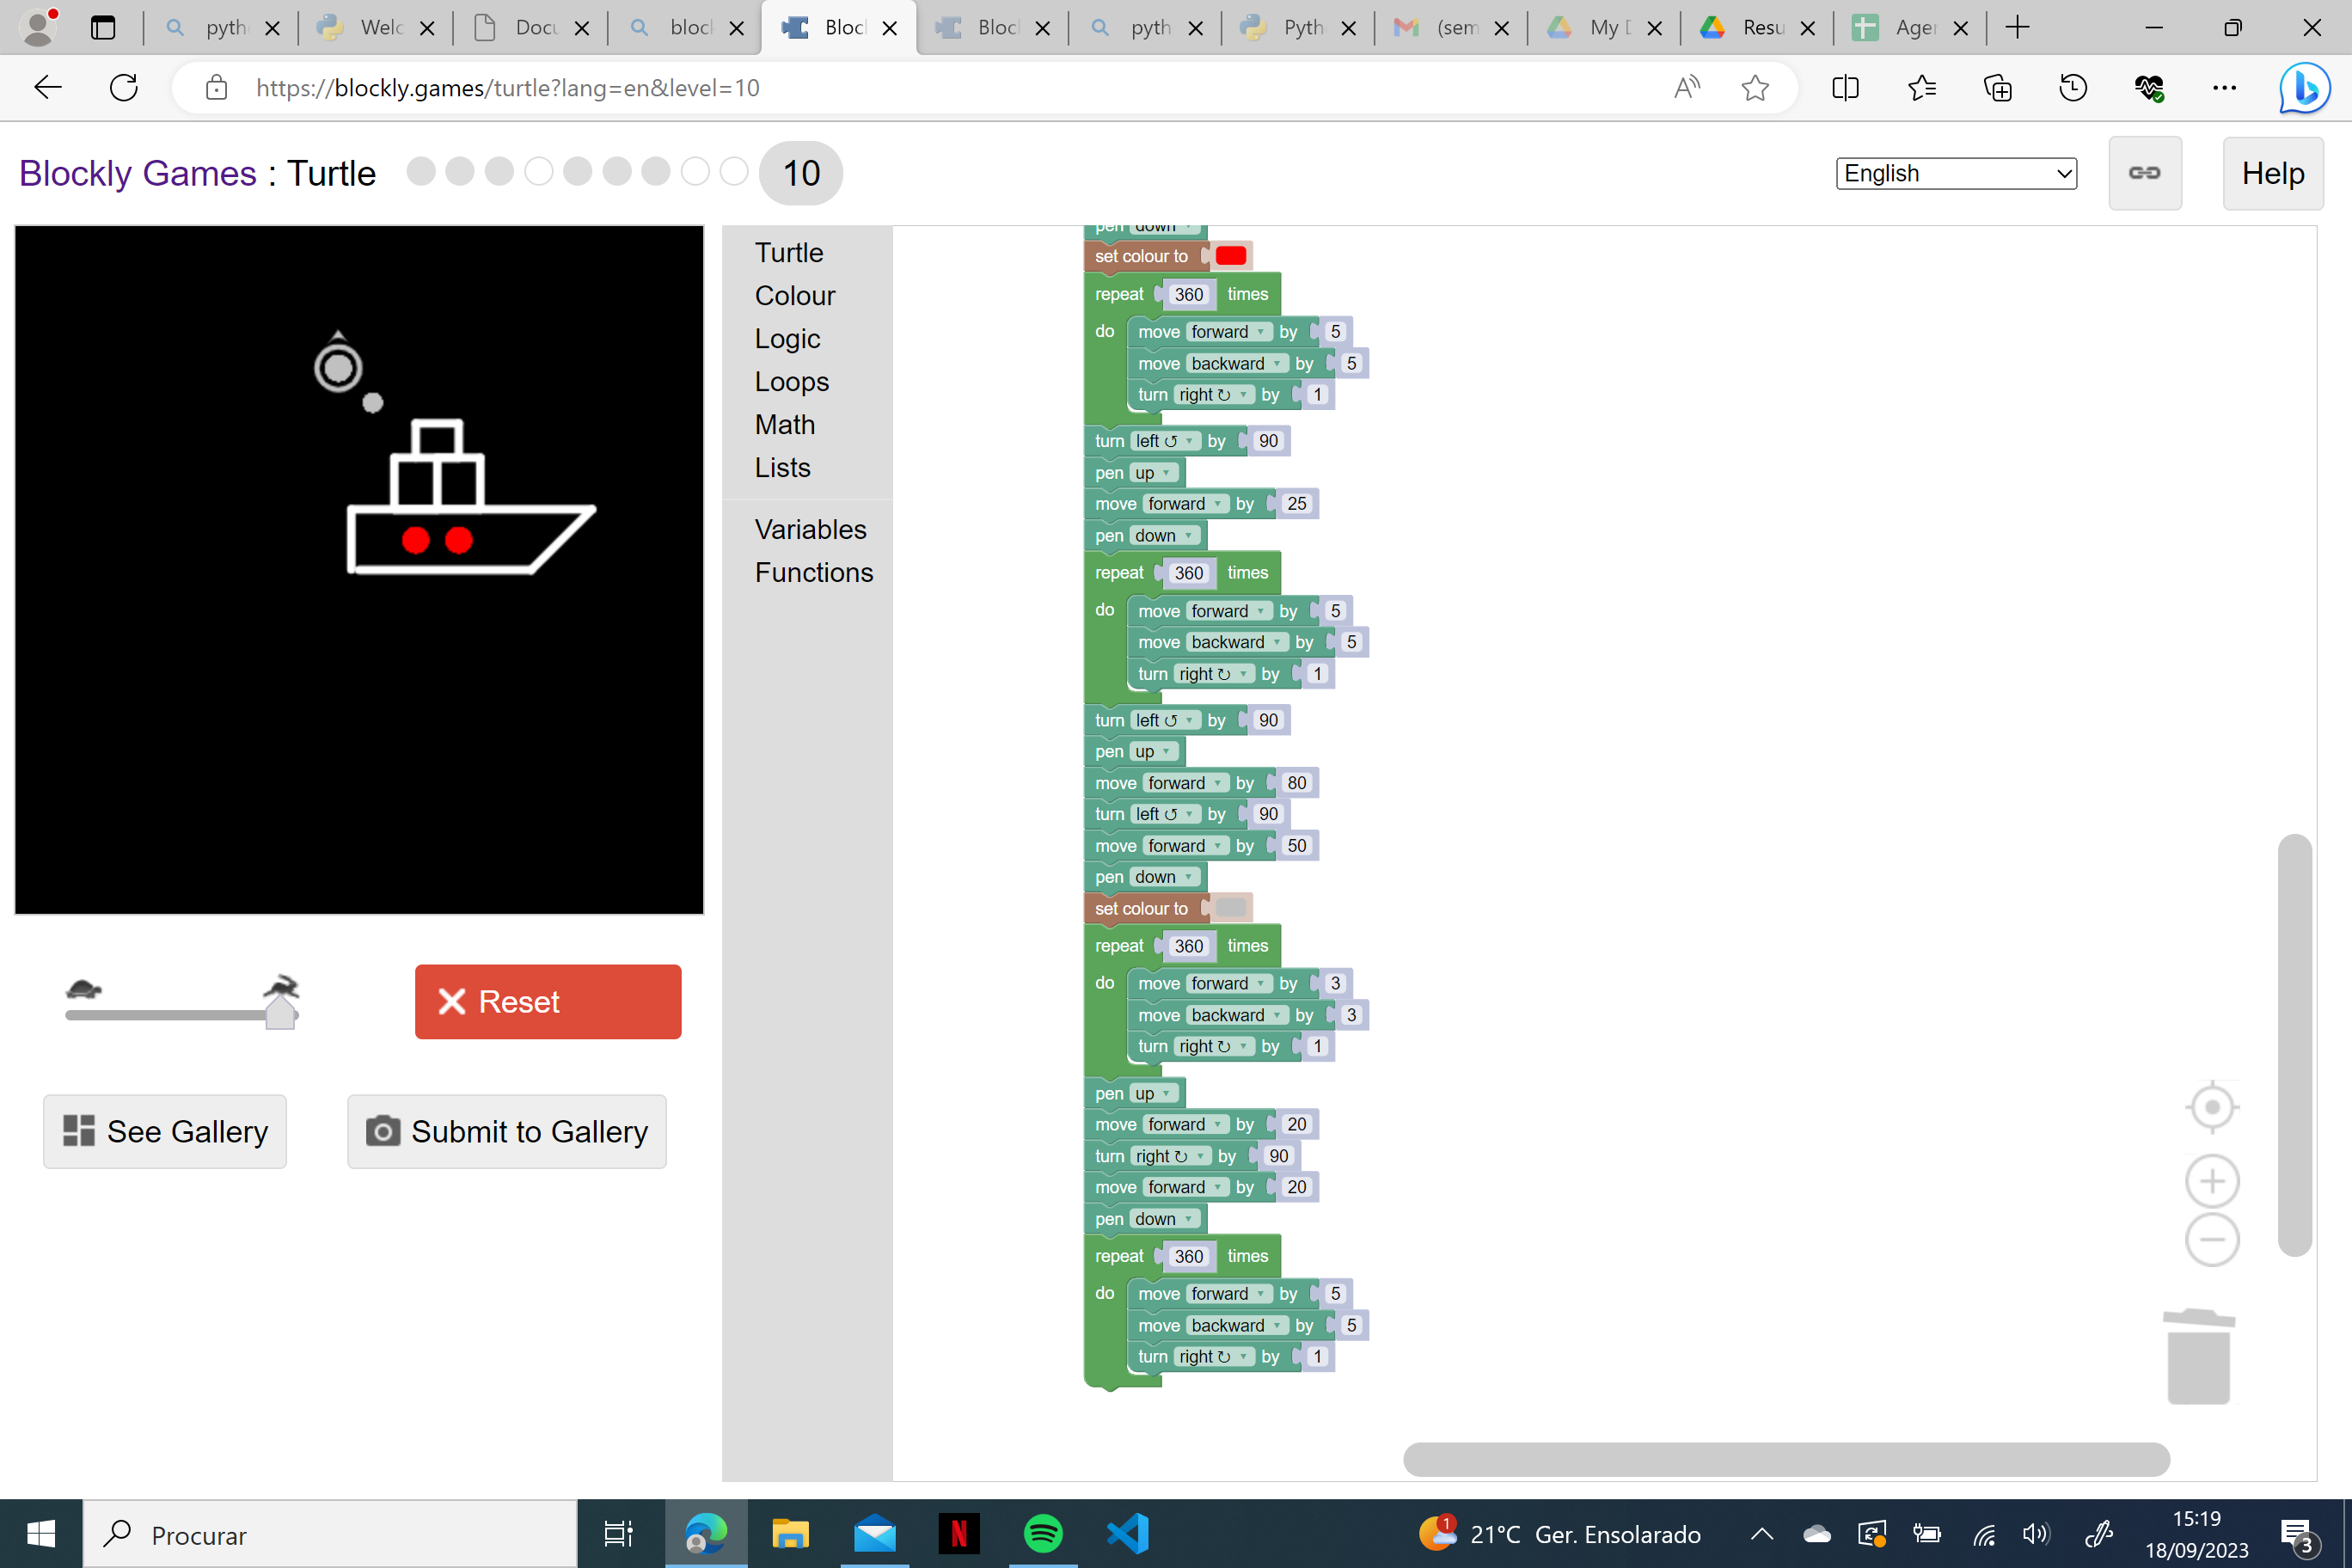 pyth
Welc
Docu
block
Bloc
Bloc
pyth
Pyth
(sem
My D
Resu
Agen
https://blockly.games/turtle?lang=en&level=10
Blockly Games : Turtle 10
English
Help
Turtle
Colour
Logic
Loops
Math
Lists
Variables
Functions
pen down
set colour to
repeat 360 times
do move forward by 5
move backward by 5
turn right ↻ by 1
turn left ↺ by 90
pen up
move forward by 25
pen down
repeat 360 times
do move forward by 5
move backward by 5
turn right ↻ by 1
turn left ↺ by 90
pen up
move forward by 80
turn left ↺ by 90
move forward by 50
pen down
set colour to
repeat 360 times
do move forward by 3
move backward by 3
turn right ↻ by 1
pen up
move forward by 20
turn right ↻ by 90
move forward by 20
pen down
repeat 360 times
do move forward by 5
move backward by 5
turn right ↻ by 1
Reset
See Gallery
Submit to Gallery
Procurar
1
21°C Ger. Ensolarado
15:19
18/09/2023
3